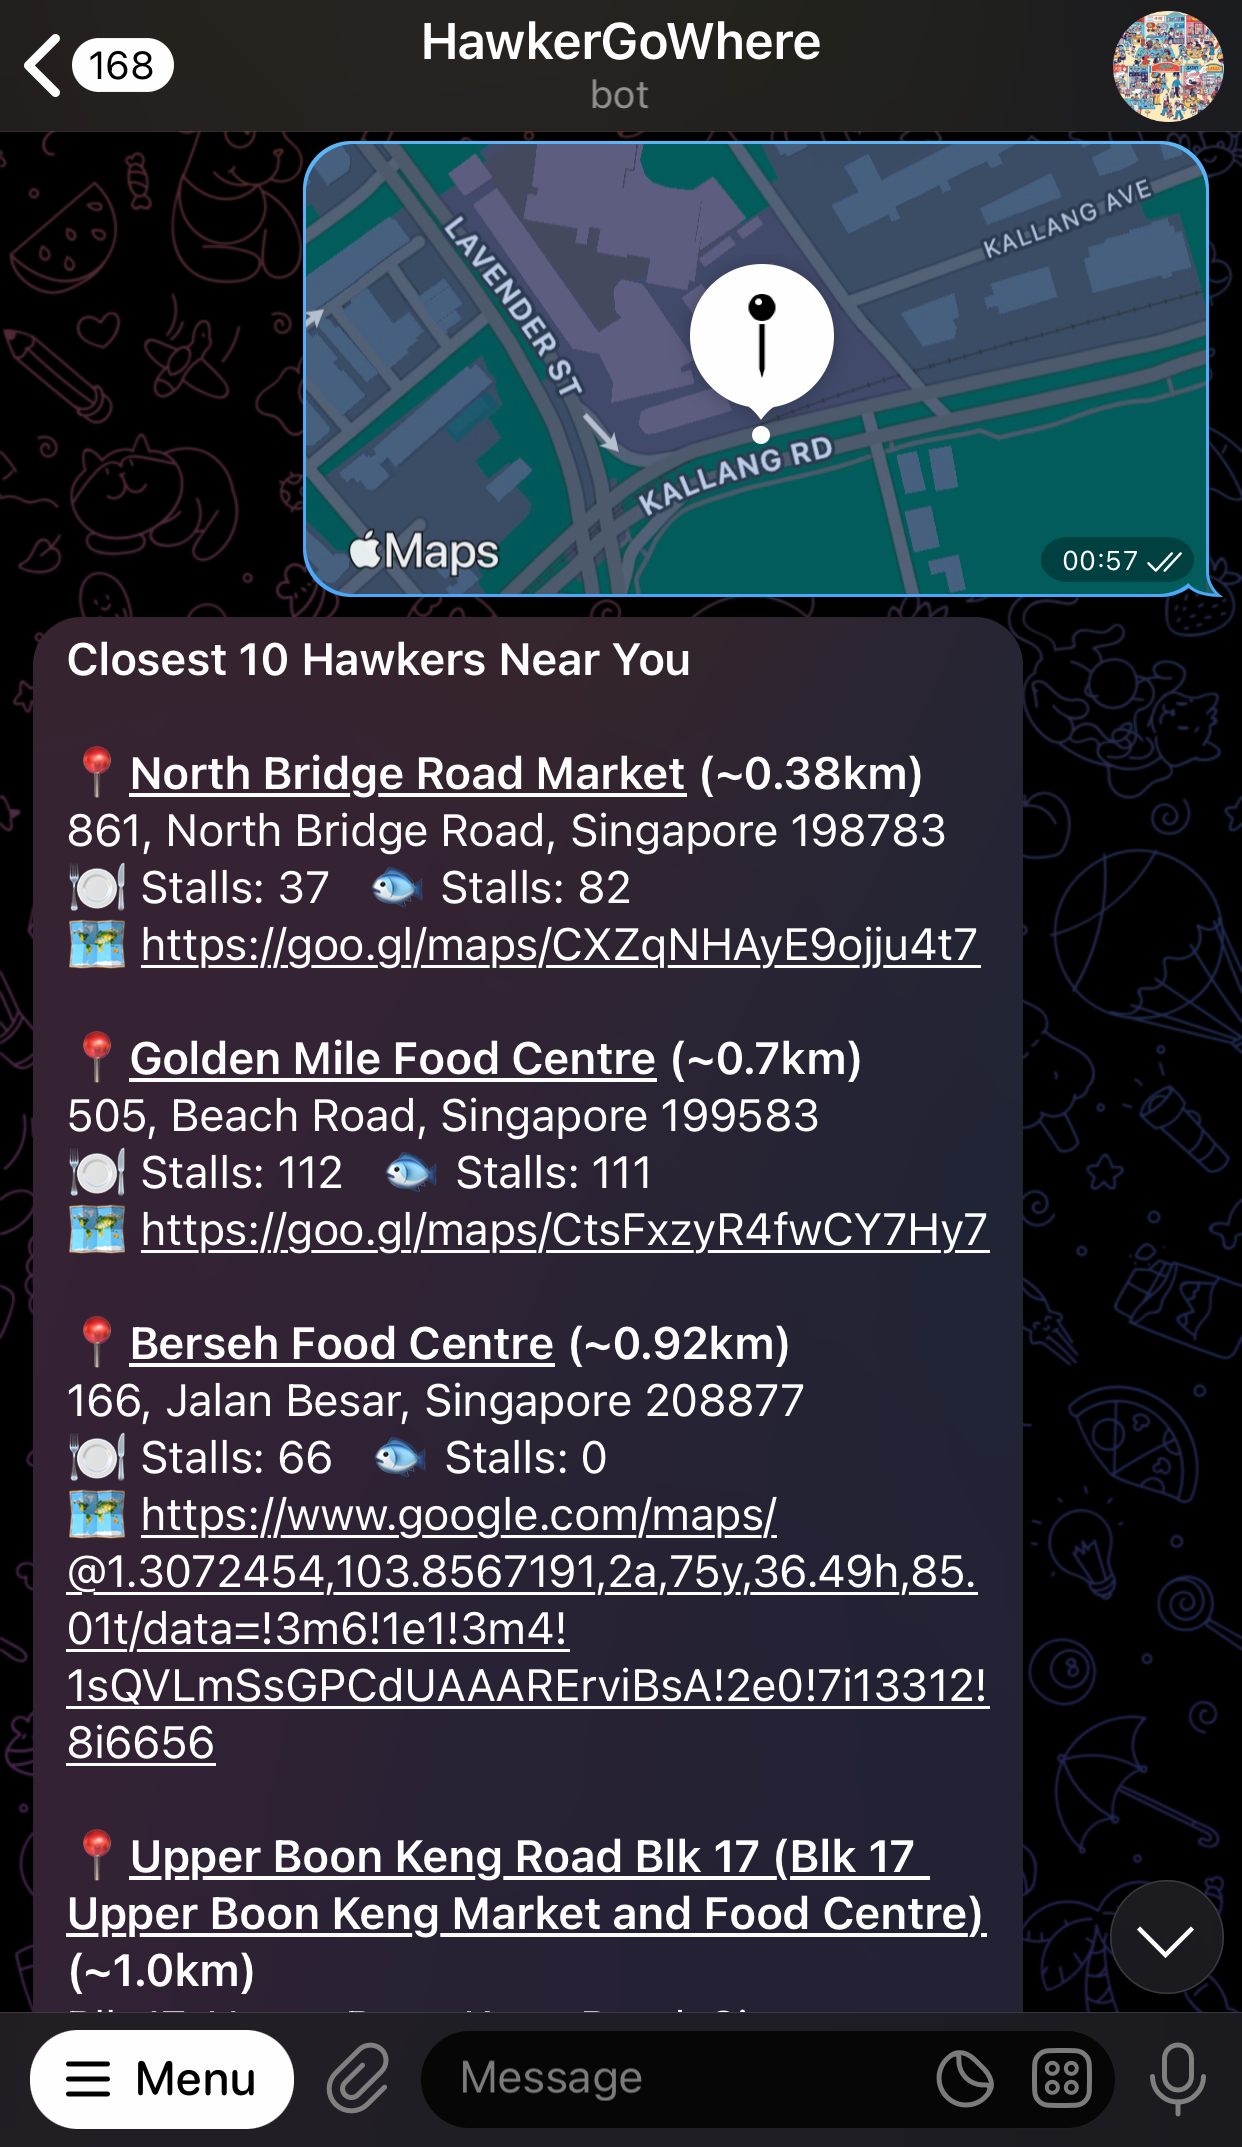 168
HawkerGoWhere
bot
LAVENDER ST
KALLANG AVE
KALLANG RD
Maps
00:57
Closest 10 Hawkers Near You
North Bridge Road Market (~0.38km)
861, North Bridge Road, Singapore 198783
Stalls: 37 Stalls: 82
https://goo.gl/maps/CXZqNHAyE9ojju4t7
Golden Mile Food Centre (~0.7km)
505, Beach Road, Singapore 199583
Stalls: 112 Stalls: 111
https://goo.gl/maps/CtsFxzyR4fwCY7Hy7
Berseh Food Centre (~0.92km)
166, Jalan Besar, Singapore 208877
Stalls: 66 Stalls: 0
https://www.google.com/maps/
@1.3072454,103.8567191,2a,75y,36.49h,85.
01t/data=!3m6!1e1!3m4!
1sQVLmSsGPCdUAAARErviBsA!2e0!7i13312!
8i6656
Upper Boon Keng Road Blk 17 (Blk 17
Upper Boon Keng Market and Food Centre)
(~1.0km)
Menu
Message